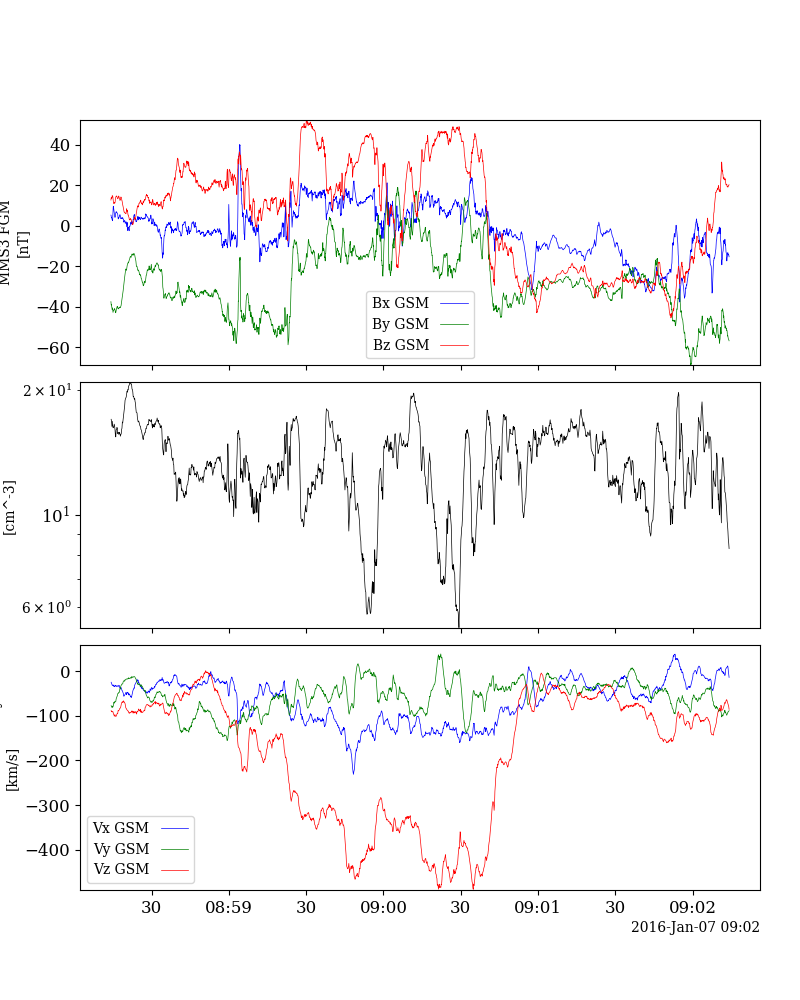 40
20
0
−20
−40
−60
MMS3 FGM
[nT]
Bx GSM
By GSM
Bz GSM
2×10¹
10¹
6×10⁰
[cm^-3]
0
−100
−200
−300
−400
[km/s]
Vx GSM
Vy GSM
Vz GSM
30 08:59 30 09:00 30 09:01 30 09:02
2016-Jan-07 09:02